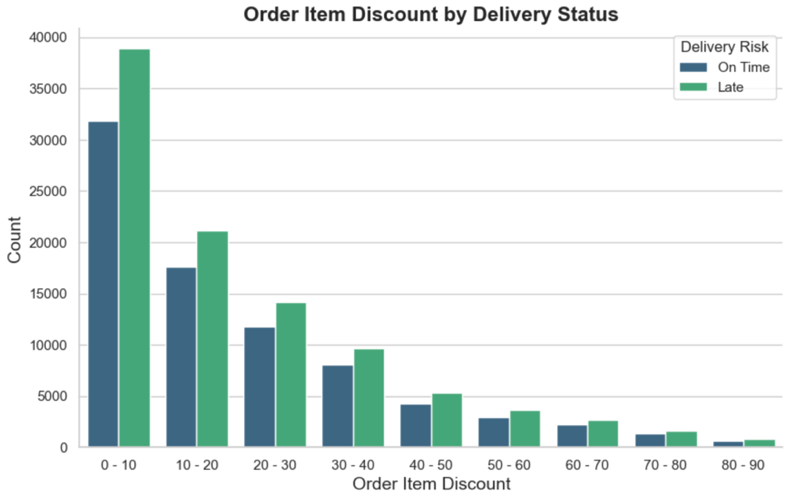 Order Item Discount by Delivery Status
Delivery Risk
On Time
Late
Count
40000
35000
30000
25000
20000
15000
10000
5000
0
0 - 10 10 - 20 20 - 30 30 - 40 40 - 50 50 - 60 60 - 70 70 - 80 80 - 90
Order Item Discount